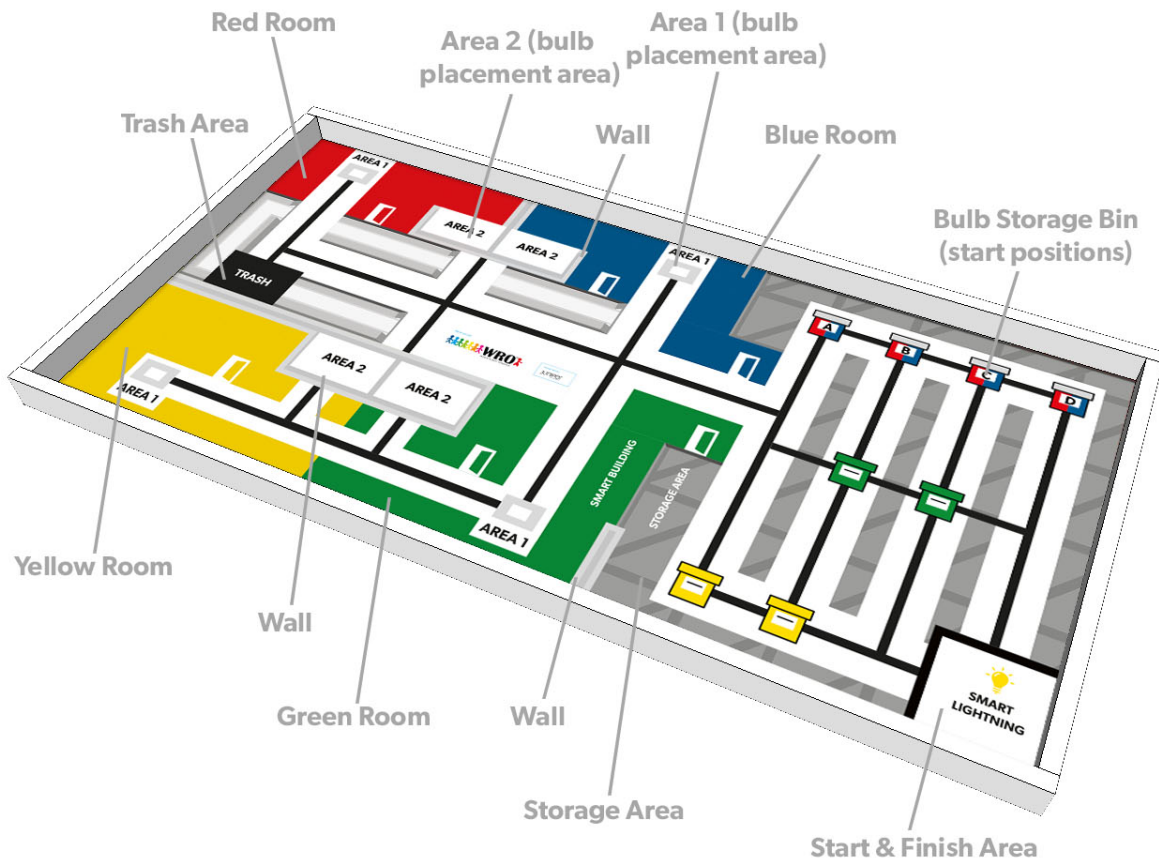 Red Room
Area 2 (bulb
placement area)
Area 1 (bulb
placement area)
Trash Area
Wall
Blue Room
Bulb Storage Bin
(start positions)
AREA 1
AREA 2
AREA 2
AREA 1
TRASH
A
B
C
D
WRO
AREA 2
AREA 2
AREA 1
SMART BUILDING
STORAGE AREA
AREA 1
SMART
LIGHTNING
Yellow Room
Wall
Green Room
Wall
Storage Area
Start & Finish Area